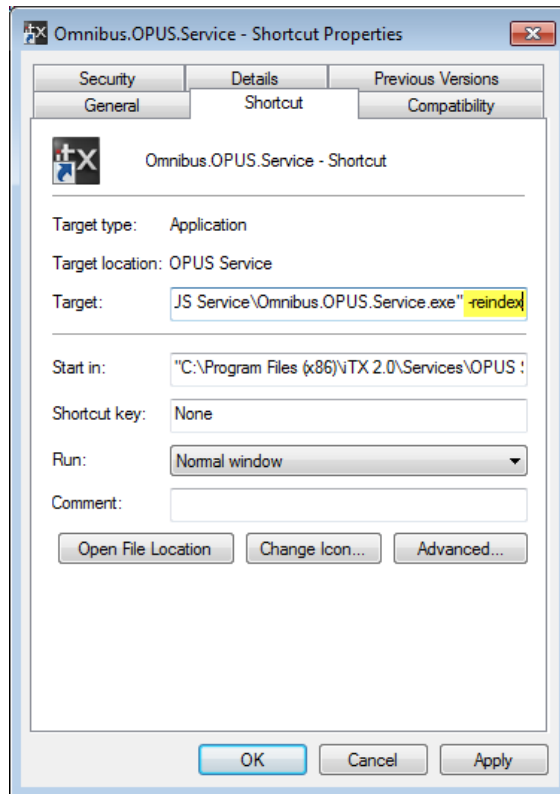 iTX Omnibus.OPUS.Service - Shortcut Properties
Security Details Previous Versions
General Shortcut Compatibility
iTX Omnibus.OPUS.Service - Shortcut
Target type: Application
Target location: OPUS Service
Target: JS Service\Omnibus.OPUS.Service.exe" -reindex
Start in: "C:\Program Files (x86)\iTX 2.0\Services\OPUS
Shortcut key: None
Run: Normal window
Comment:
Open File Location Change Icon... Advanced...
OK Cancel Apply